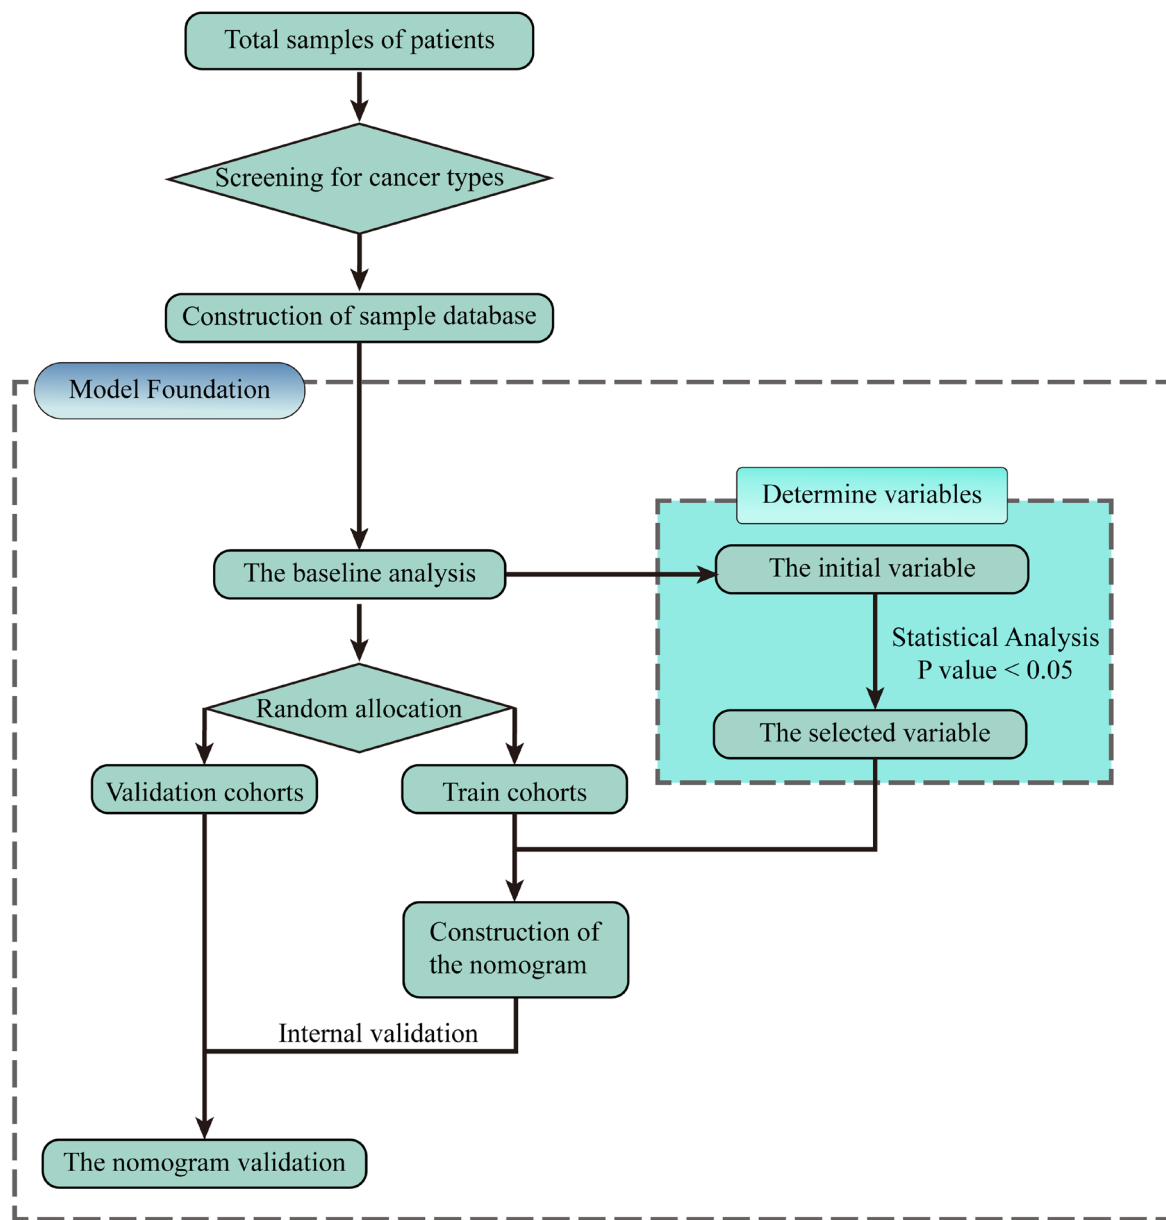 Total samples of patients
Screening for cancer types
Construction of sample database
Model Foundation
Determine variables
The baseline analysis
The initial variable
Statistical Analysis
P value < 0.05
Random allocation
The selected variable
Validation cohorts
Train cohorts
Construction of
the nomogram
Internal validation
The nomogram validation